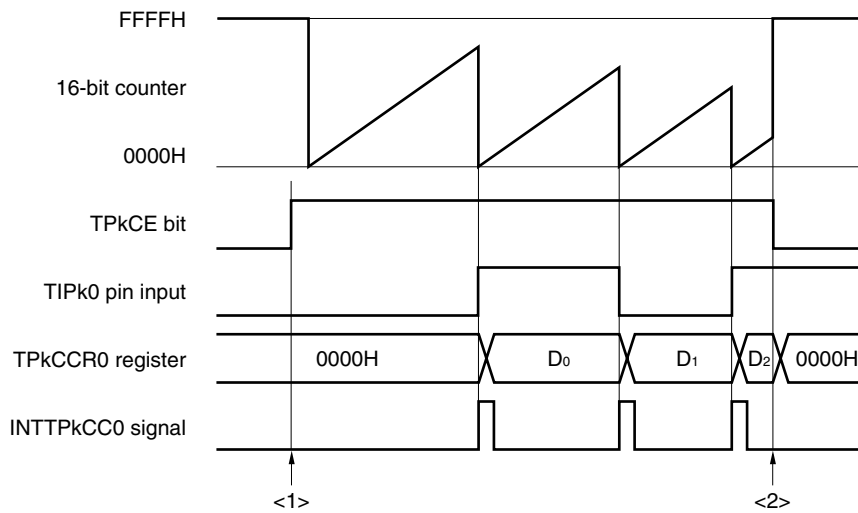 FFFFH
16-bit counter
0000H
TPkCE bit
TIPk0 pin input
TPkCCR0 register 0000H D0 D1 D2 0000H
INTTPkCC0 signal
<1> <2>